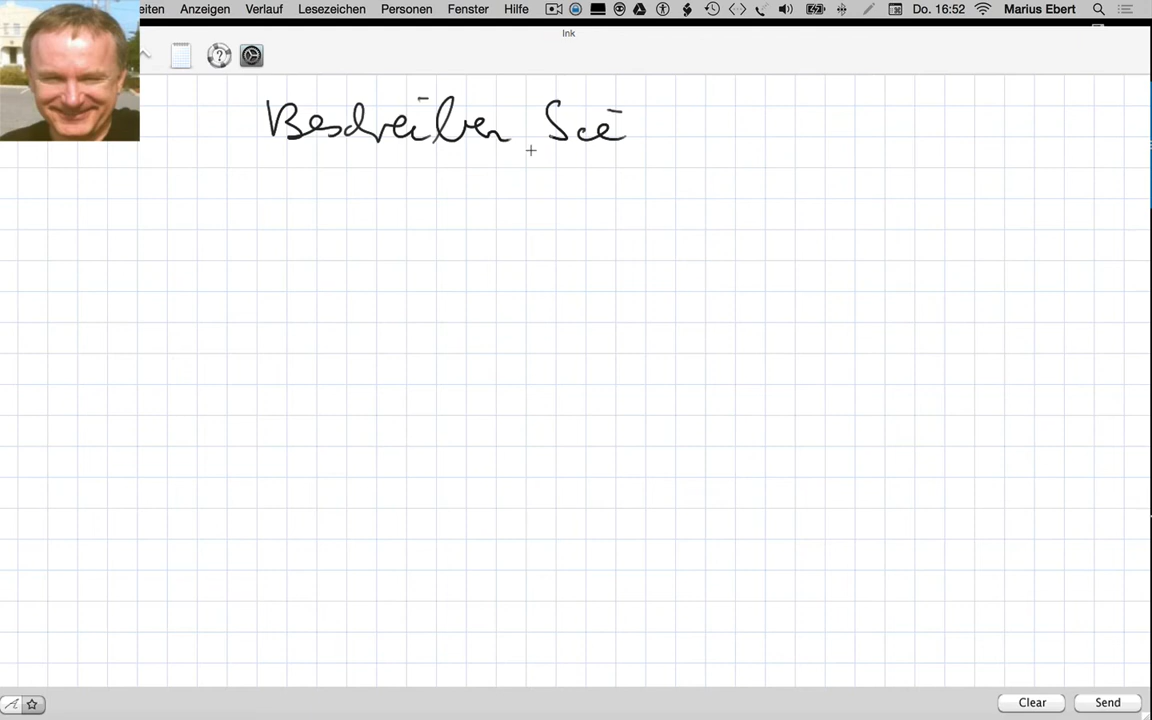 eiten Anzeigen Verlauf Lesezeichen Personen Fenster Hilfe Do. 16:52 Marius Ebert
Ink
Beschreiben Sie
Clear Send